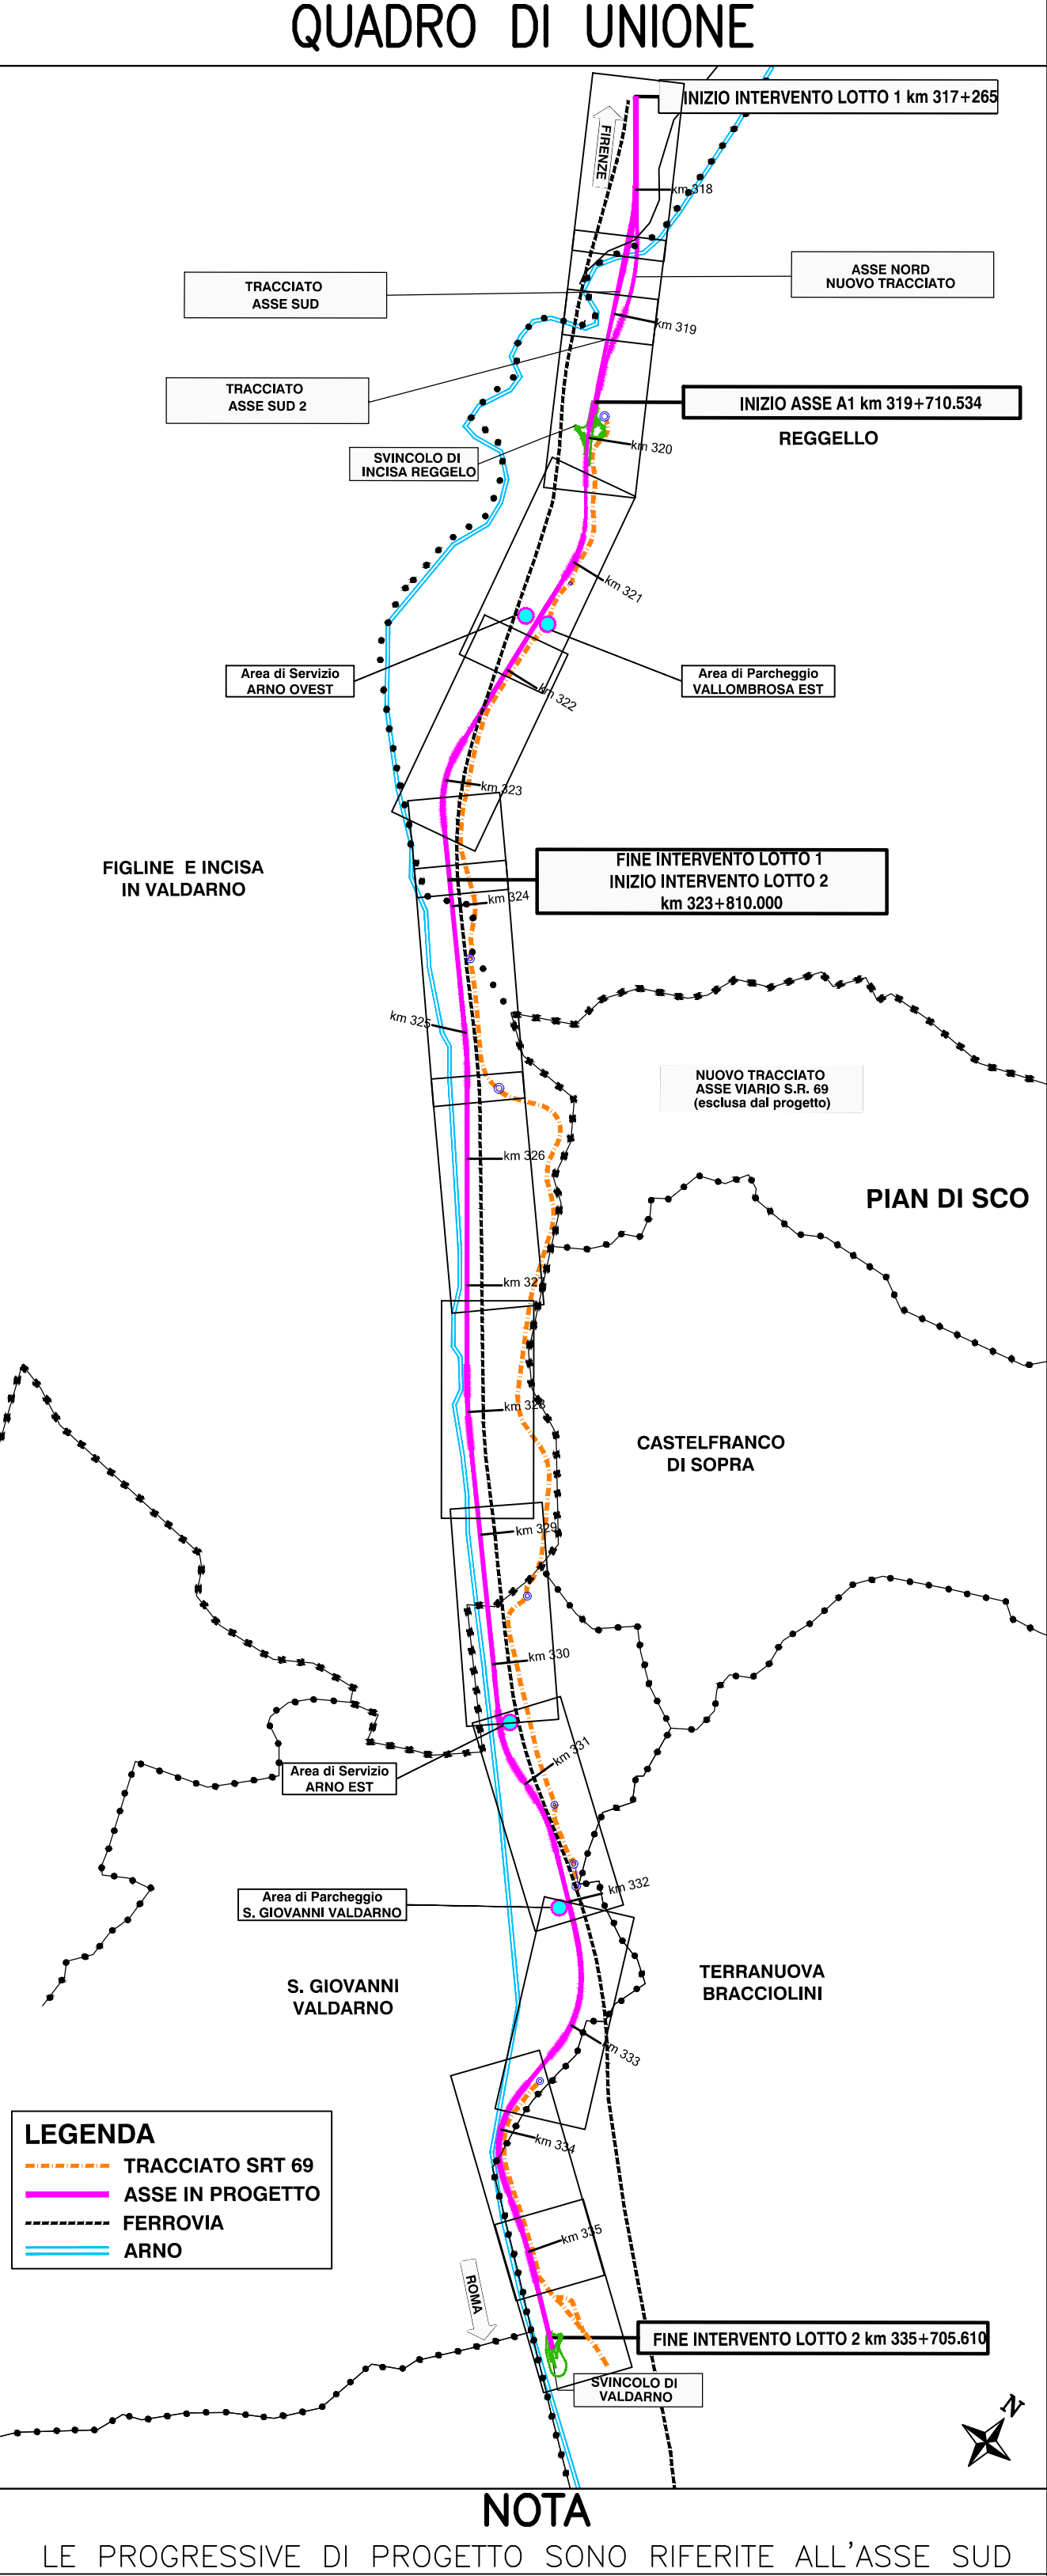 QUADRO DI UNIONE
INIZIO INTERVENTO LOTTO 1 km 317+265
FIRENZE
km 318
ASSE NORD
NUOVO TRACCIATO
TRACCIATO
ASSE SUD
km 319
TRACCIATO
ASSE SUD 2
INIZIO ASSE A1 km 319+710.534
REGGELLO
km 320
SVINCOLO DI
INCISA REGGELO
km 321
Area di Servizio
ARNO OVEST
Area di Parcheggio
VALLOMBROSA EST
km 322
km 323
FIGLINE E INCISA
IN VALDARNO
FINE INTERVENTO LOTTO 1
INIZIO INTERVENTO LOTTO 2
km 323+810.000
km 324
km 325
NUOVO TRACCIATO
ASSE VIARIO S.R. 69
(esclusa dal progetto)
km 326
PIAN DI SCO
km 327
km 328
CASTELFRANCO
DI SOPRA
km 329
km 330
km 331
Area di Servizio
ARNO EST
km 332
Area di Parcheggio
S. GIOVANNI VALDARNO
S. GIOVANNI
VALDARNO
TERRANUOVA
BRACCIOLINI
km 333
km 334
LEGENDA
TRACCIATO SRT 69
ASSE IN PROGETTO
FERROVIA
ARNO
km 335
ROMA
FINE INTERVENTO LOTTO 2 km 335+705.610
SVINCOLO DI
VALDARNO
N
NOTA
LE PROGRESSIVE DI PROGETTO SONO RIFERITE ALL'ASSE SUD